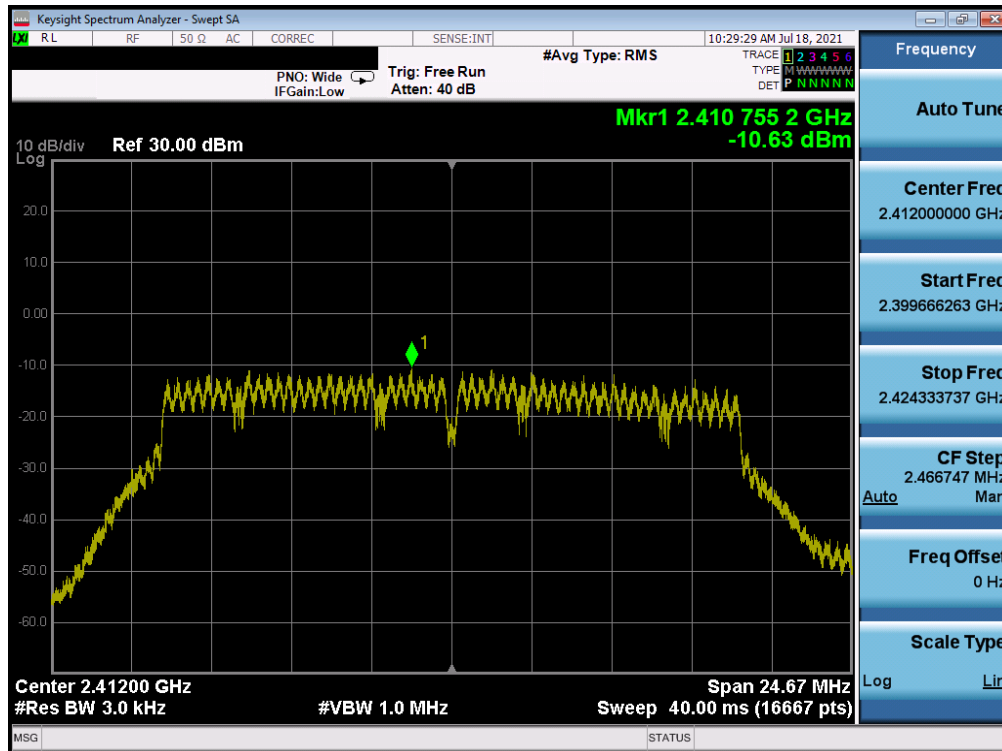 Keysight Spectrum Analyzer - Swept SA
LXI RL RF 50 Ω AC CORREC SENSE:INT 10:29:29 AM Jul 18, 2021
#Avg Type: RMS
TRACE 1 2 3 4 5 6
TYPE M WWWWW
DET P N N N N N
PNO: Wide
IFGain:Low
Trig: Free Run
Atten: 40 dB
Mkr1 2.410 755 2 GHz
-10.63 dBm
10 dB/div Ref 30.00 dBm
Log
20.0
10.0
0.00
-10.0
-20.0
-30.0
-40.0
-50.0
-60.0
1
Center 2.41200 GHz Span 24.67 MHz
#Res BW 3.0 kHz #VBW 1.0 MHz Sweep 40.00 ms (16667 pts)
MSG STATUS
Frequency
Auto Tune
Center Freq
2.412000000 GHz
Start Freq
2.399666263 GHz
Stop Freq
2.424333737 GHz
CF Step
2.466747 MHz
Auto Man
Freq Offset
0 Hz
Scale Type
Log Lin